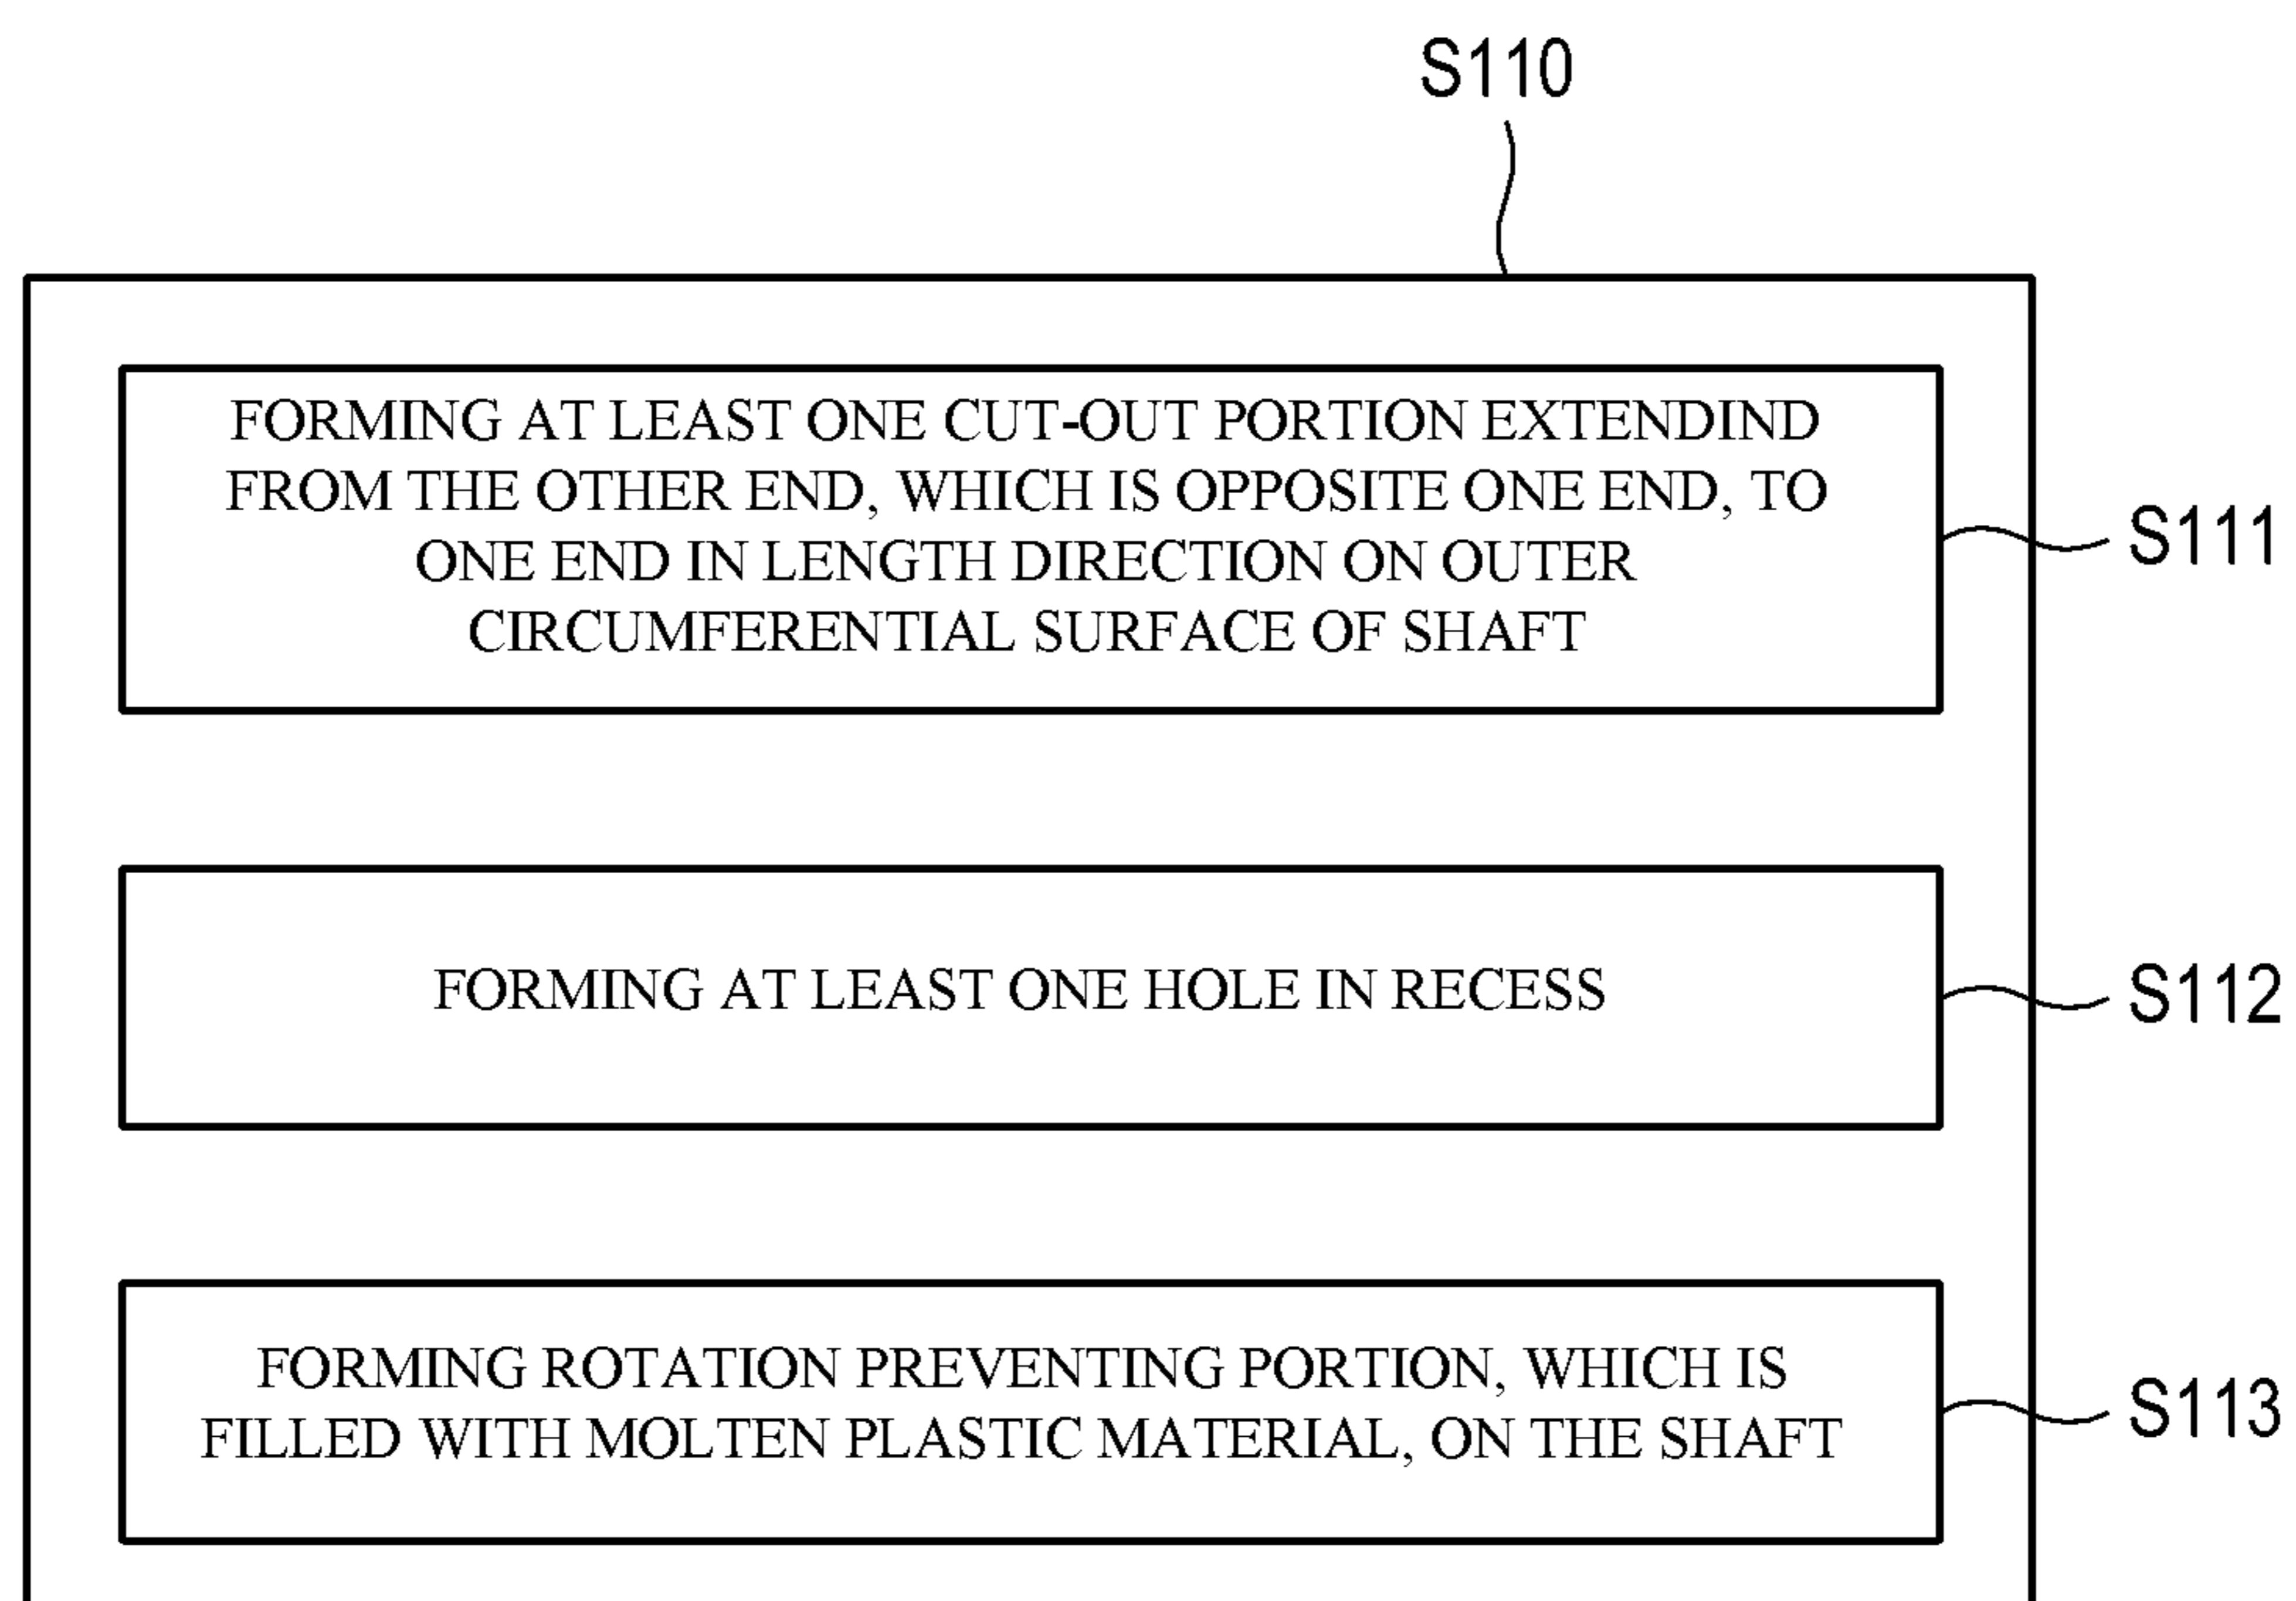 S110
FORMING AT LEAST ONE CUT-OUT PORTION EXTENDIND
FROM THE OTHER END, WHICH IS OPPOSITE ONE END, TO
ONE END IN LENGTH DIRECTION ON OUTER
CIRCUMFERENTIAL SURFACE OF SHAFT
S111
FORMING AT LEAST ONE HOLE IN RECESS
S112
FORMING ROTATION PREVENTING PORTION, WHICH IS
FILLED WITH MOLTEN PLASTIC MATERIAL, ON THE SHAFT
S113